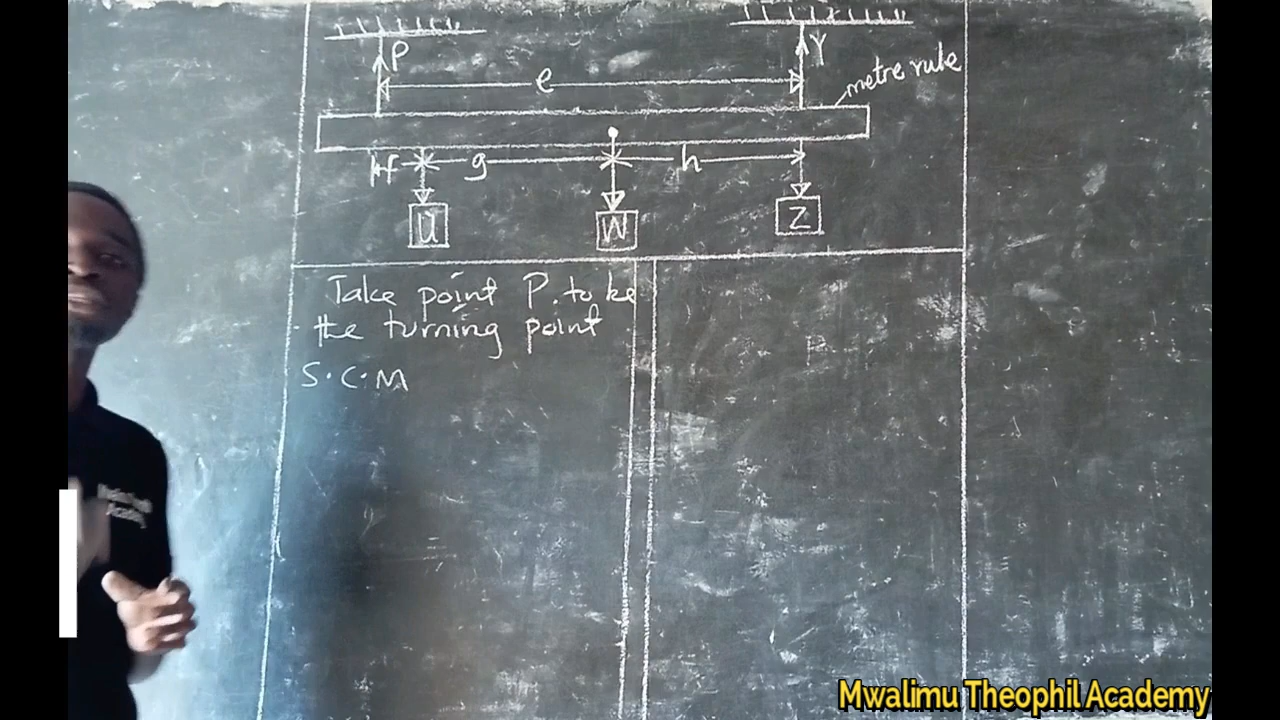 P
Y
e
metre rule
f
g
h
U
W
Z
Take point P. to be
the turning point
S.C.M
Mwalimu Theophil Academy